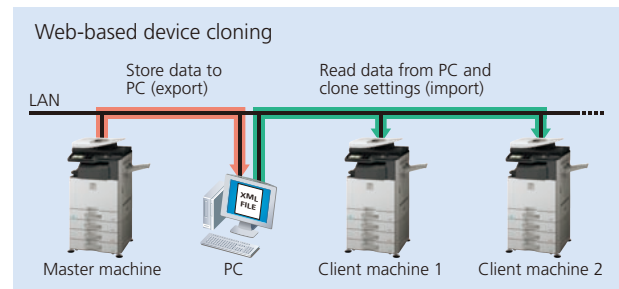 Web-based device cloning
Store data to
PC (export)
Read data from PC and
clone settings (import)
LAN
XML
FILE
Master machine
PC
Client machine 1
Client machine 2